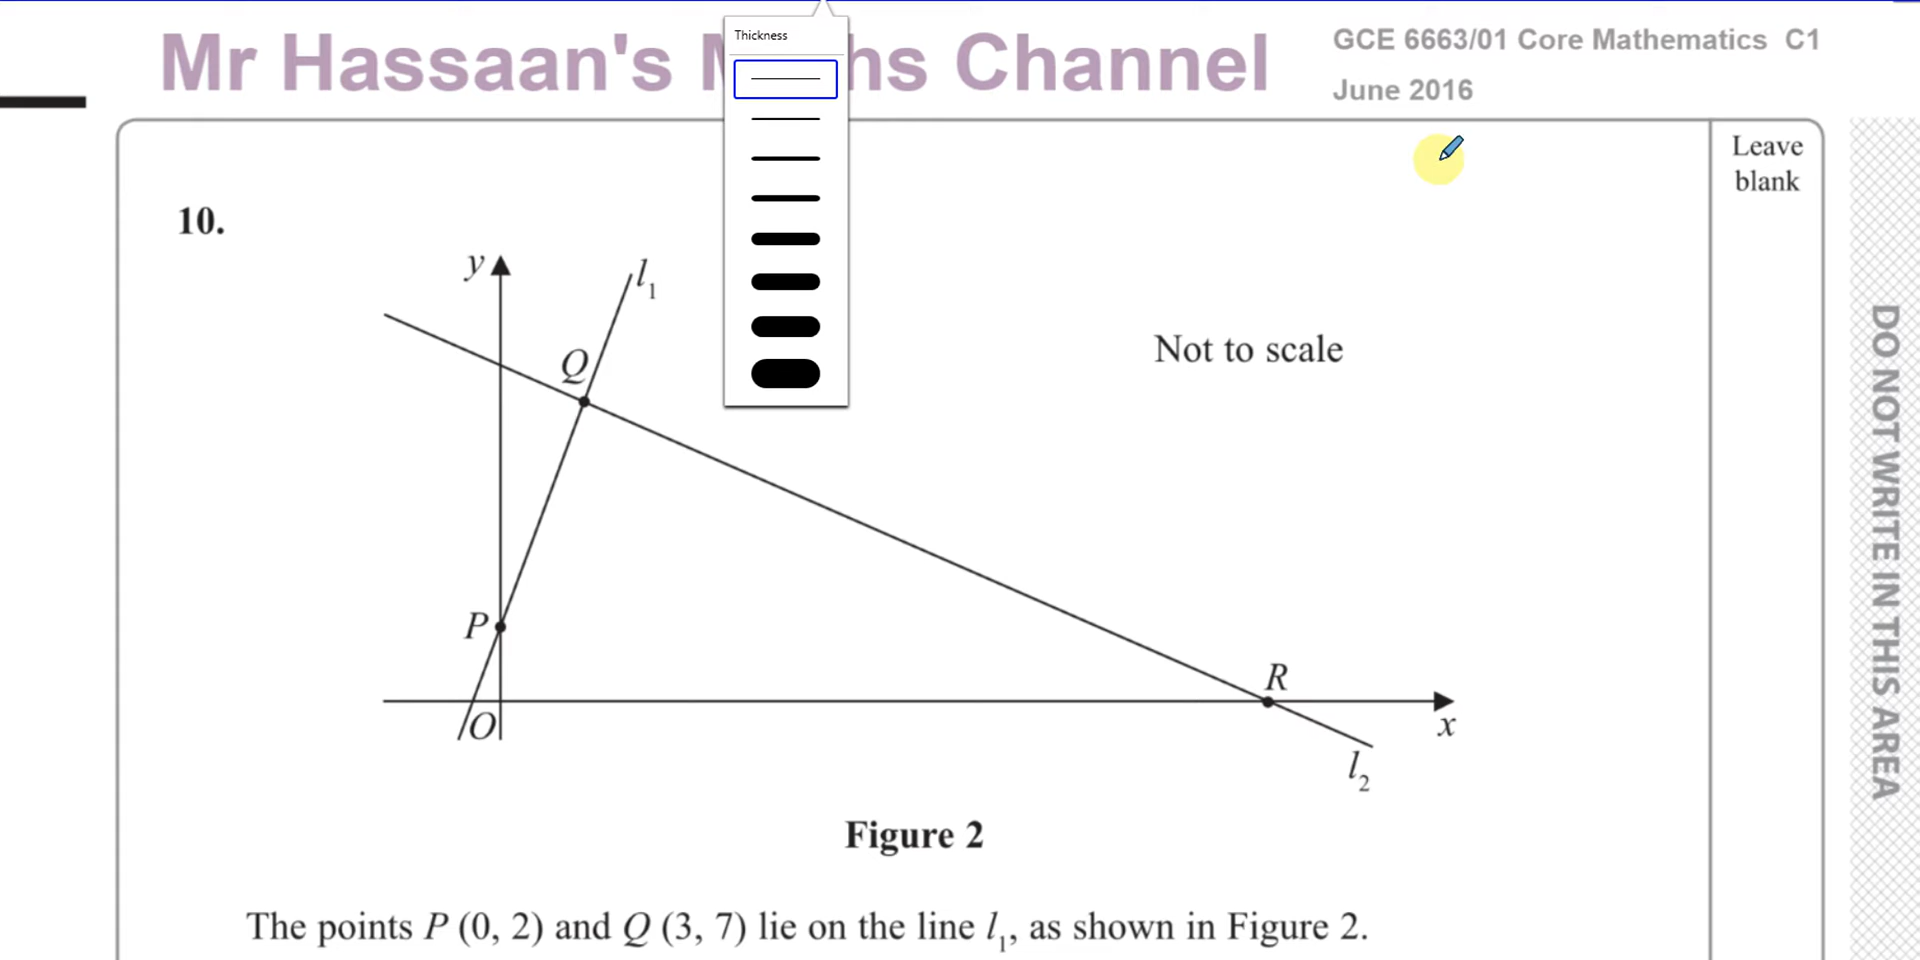 Thickness
Mr Hassaan's M hs Channel
GCE 6663/01 Core Mathematics C1
June 2016
Leave
blank
10.
y
l₁
Q
Not to scale
P
R
O
x
l₂
Figure 2
The points P (0, 2) and Q (3, 7) lie on the line l₁, as shown in Figure 2.
DO NOT WRITE IN THIS AREA